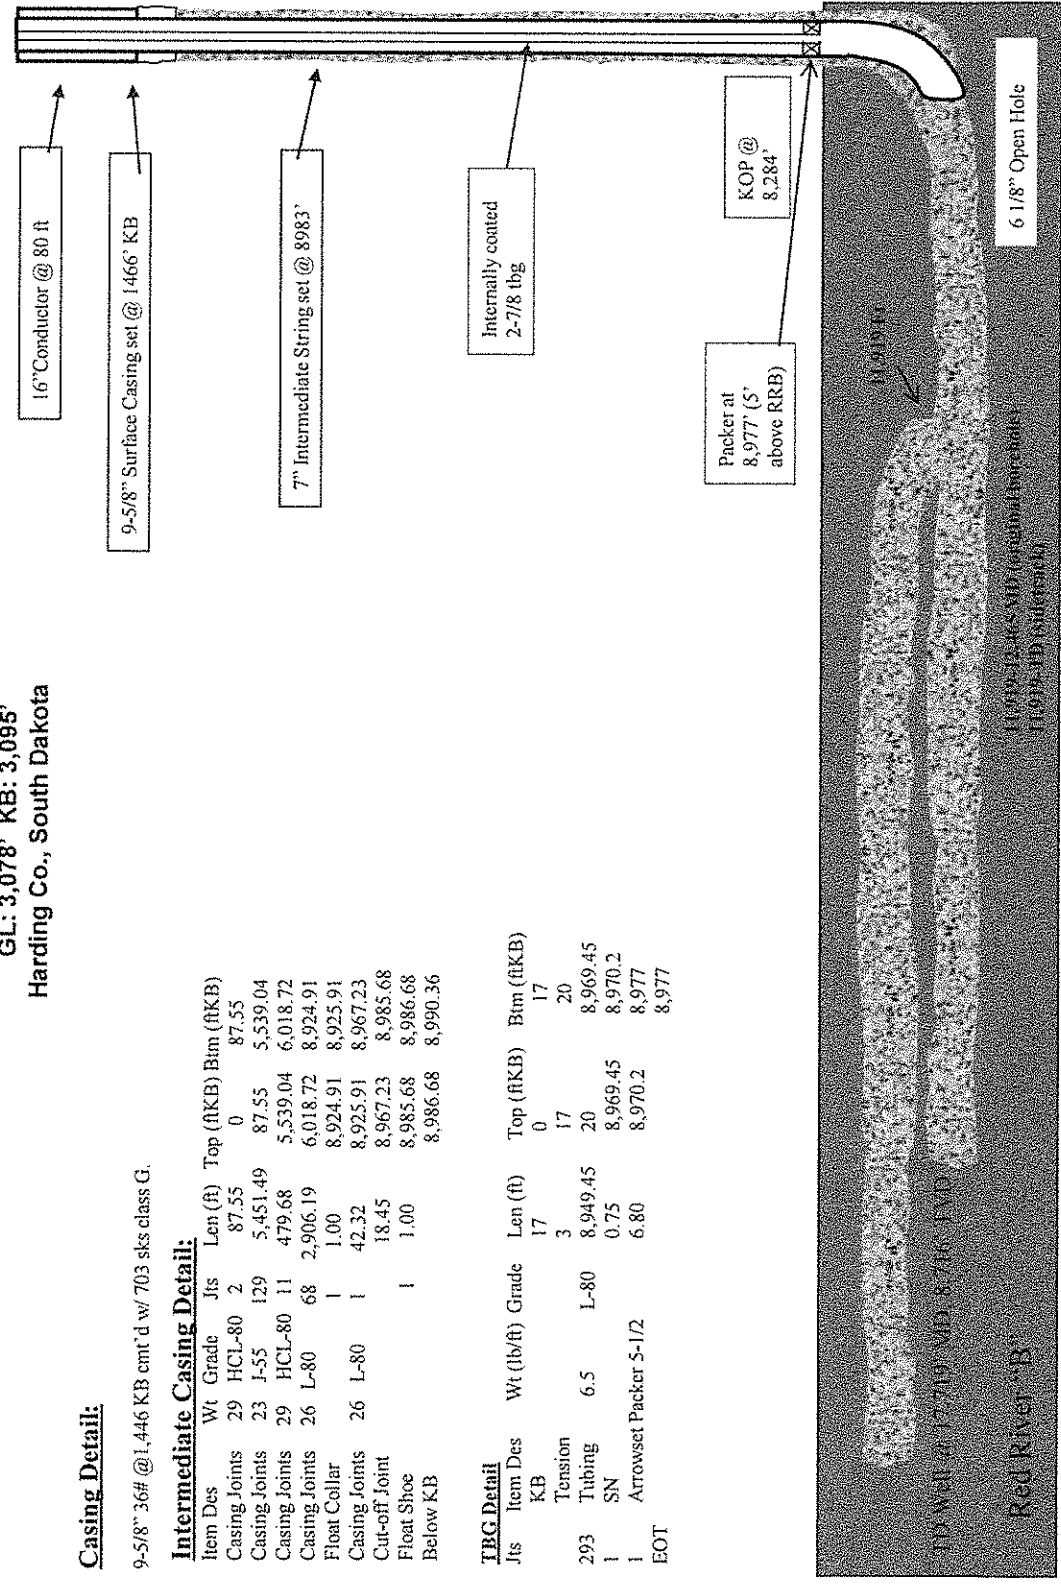 GL: 3,078' KB: 3,095'
Harding Co., South Dakota
Casing Detail:
9-5/8" 36# @1,446 KB cmt'd w/ 703 sks class G.
Intermediate Casing Detail:
Item Des Wt Grade Jts Len (ft) Top (ftKB) Btm (ftKB)
Casing Joints 29 HCL-80 2 87.55 0 87.55
Casing Joints 23 J-55 129 5,451.49 87.55 5,539.04
Casing Joints 29 HCL-80 11 479.68 5,539.04 6,018.72
Casing Joints 26 L-80 68 2,906.19 6,018.72 8,924.91
Float Collar 1 1.00 8,924.91 8,925.91
Casing Joints 26 L-80 1 42.32 8,925.91 8,967.23
Cut-off Joint 18.45 8,967.23 8,985.68
Float Shoe 1 1.00 8,985.68 8,986.68
Below KB 8,986.68 8,990.36
TBG Detail
Jts Item Des Wt (lb/ft) Grade Len (ft) Top (ftKB) Btm (ftKB)
KB 17 0 17
Tension 3 17 20
293 Tubing 6.5 L-80 8,949.45 20 8,969.45
1 SN 0.75 8,969.45 8,970.2
1 Arrowset Packer 5-1/2 6.80 8,970.2 8,977
EOT 8,977
16"Conductor @ 80 ft
9-5/8" Surface Casing set @ 1466' KB
7" Intermediate String set @ 8983'
Internally coated
2-7/8 tbg
Packer at
8,977' (5'
above RRB)
KOP @
8,284'
6 1/8" Open Hole
Red River "B"